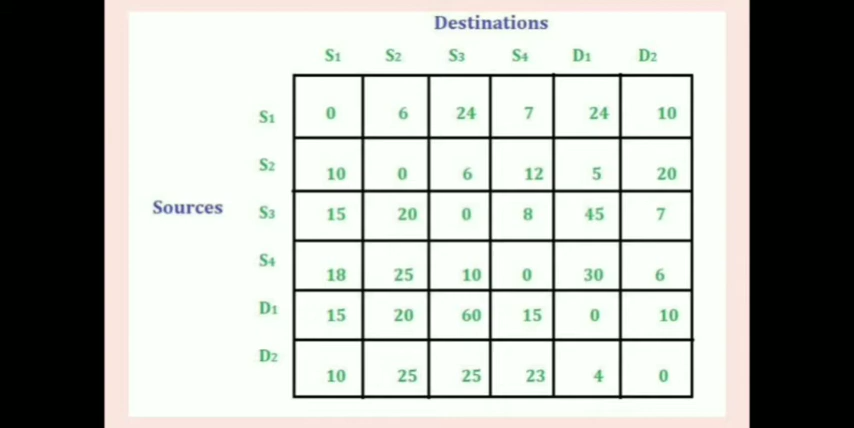 Destinations
S1 S2 S3 S4 D1 D2
S1 0 6 24 7 24 10
S2 10 0 6 12 5 20
Sources S3 15 20 0 8 45 7
S4 18 25 10 0 30 6
D1 15 20 60 15 0 10
D2 10 25 25 23 4 0